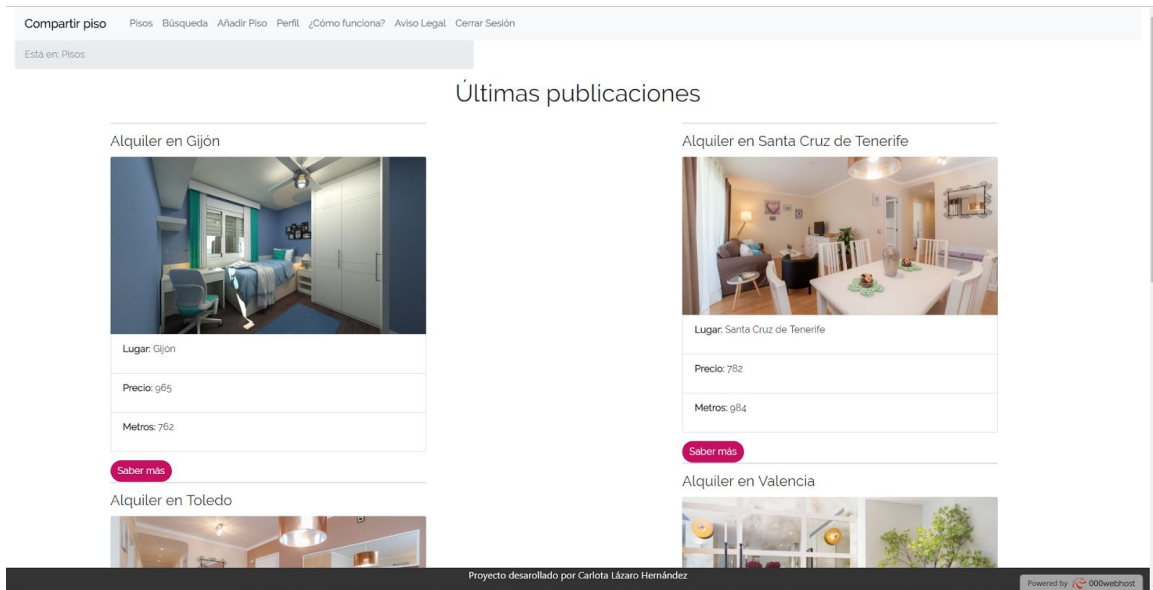 Compartir piso Pisos Búsqueda Añadir Piso Perfil ¿Cómo funciona? Aviso Legal Cerrar Sesión
Está en: Pisos
Últimas publicaciones
Alquiler en Gijón
Lugar: Gijón
Precio: 965
Metros: 762
Saber más
Alquiler en Toledo
Alquiler en Santa Cruz de Tenerife
Lugar: Santa Cruz de Tenerife
Precio: 782
Metros: 984
Saber más
Alquiler en Valencia
Proyecto desarollado por Carlota Lázaro Hernández
Powered by 000webhost